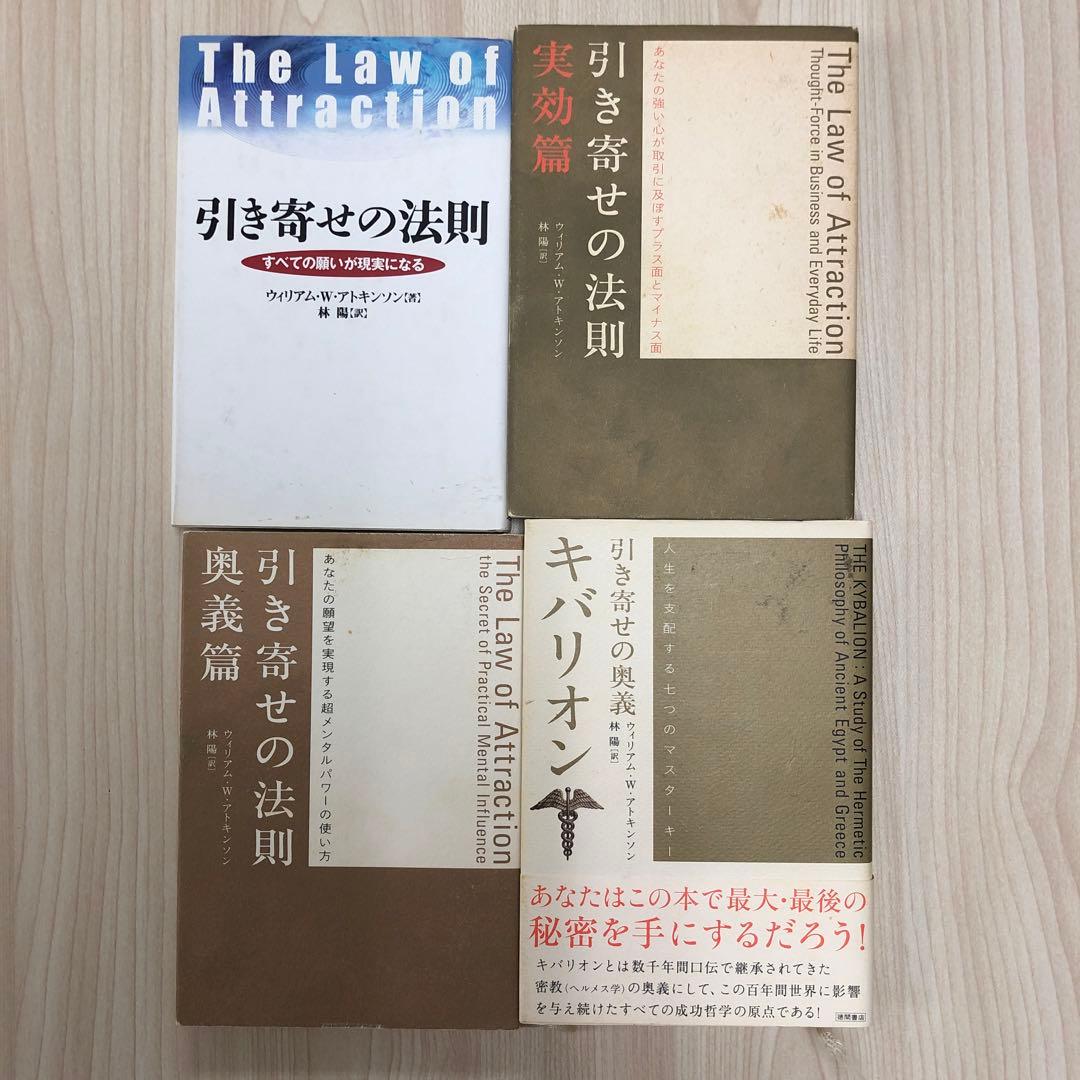 The Law of
Attraction
引き寄せの法則
すべての願いが現実になる
ウィリアム・W・アトキンソン【著】
林 陽【訳】
The Law of Attraction
Thought-Force in Business and Everyday Life
あなたの強い心が取引に及ぼすプラス面とマイナス面
引き寄せの法則
実効篇
ウィリアム・W・アトキンソン
林 陽[訳]
The Law of Attraction
the Secret of Practical Mental Influence
あなたの願望を実現する超メンタルパワーの使い方
引き寄せの法則
奥義篇
ウィリアム・W・アトキンソン
林 陽[訳]
THE KYBALION : A Study of The Hermetic
Philosophy of Ancient Egypt and Greece
人生を支配する七つのマスターキー
引き寄せの奥義
キバリオン
ウィリアム・W・アトキンソン
林 陽[訳]
あなたはこの本で最大・最後の
秘密を手にするだろう!
キバリオンとは数千年間口伝で継承されてきた
密教(ヘルメス学)の奥義にして、この百年間世界に影響
を与え続けたすべての成功哲学の原点である!
徳間書店